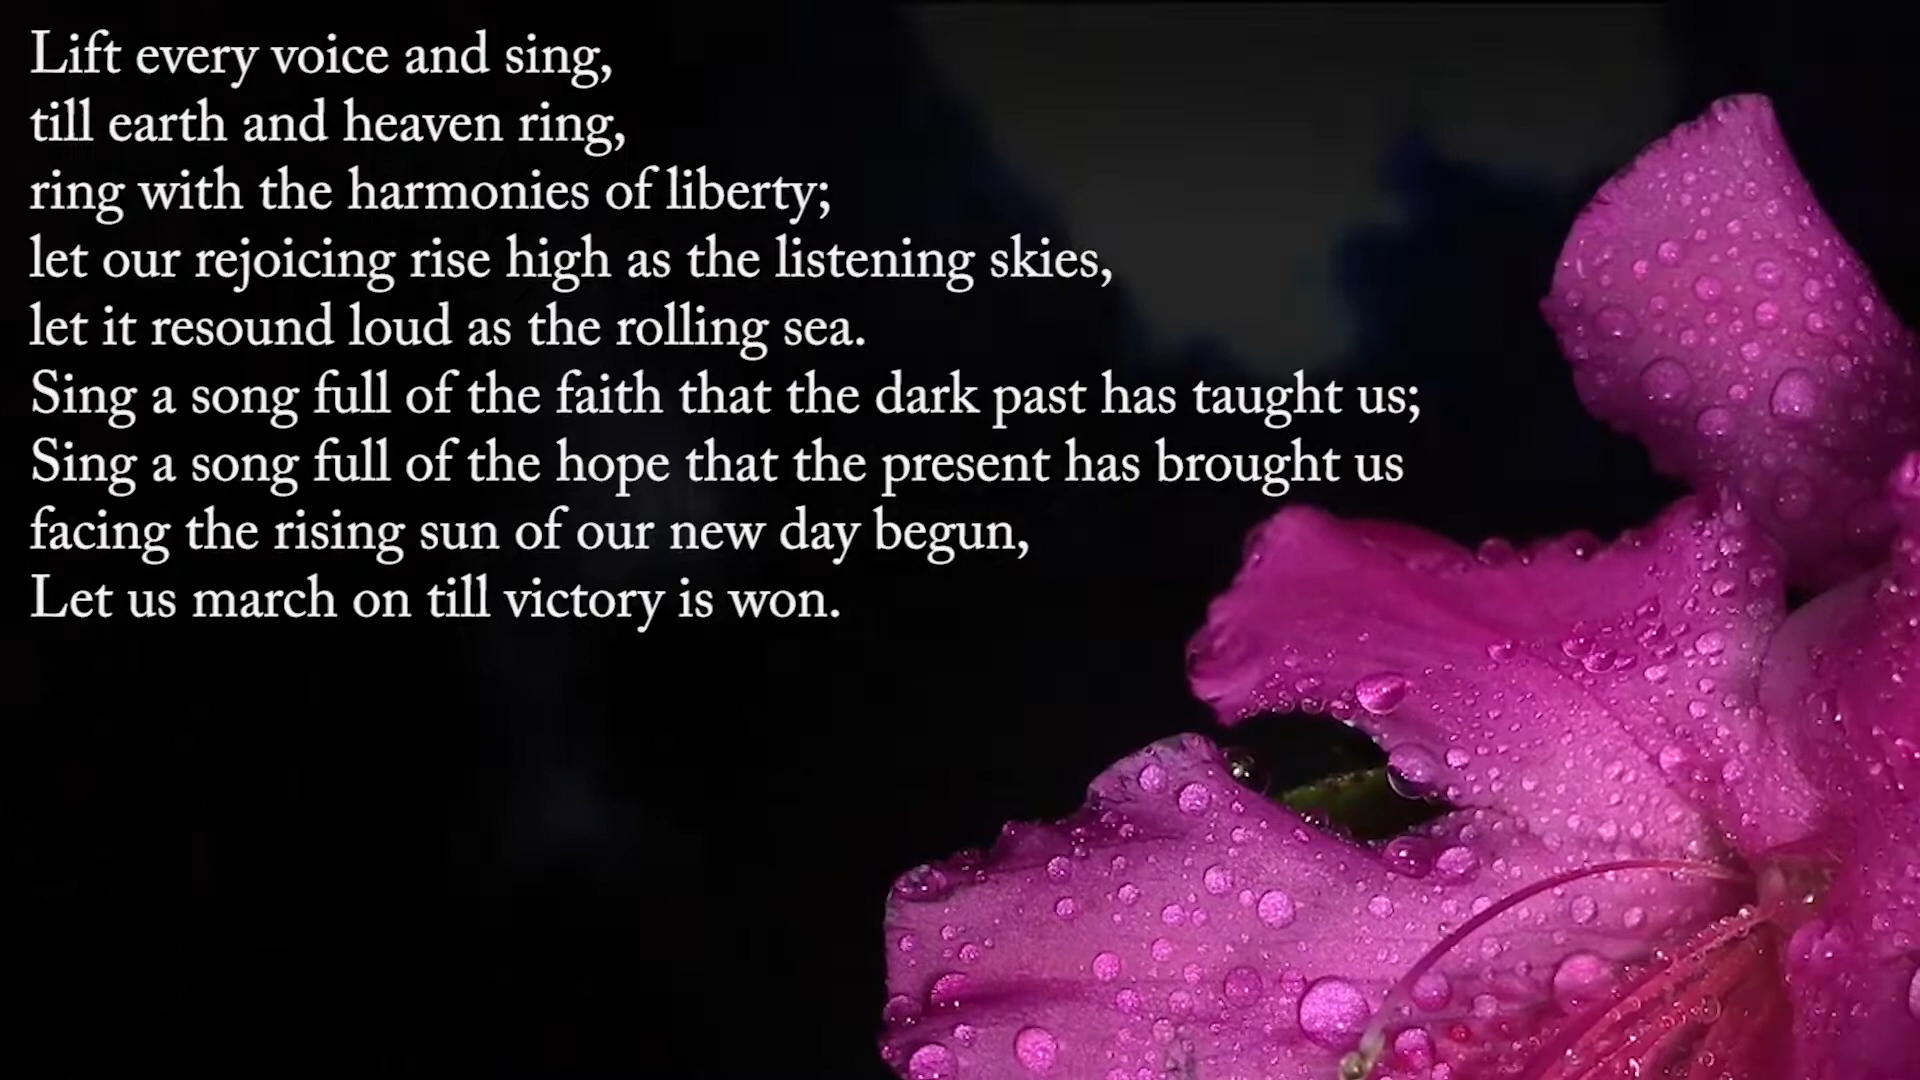 Lift every voice and sing,
till earth and heaven ring,
ring with the harmonies of liberty;
let our rejoicing rise high as the listening skies,
let it resound loud as the rolling sea.
Sing a song full of the faith that the dark past has taught us;
Sing a song full of the hope that the present has brought us
facing the rising sun of our new day begun,
Let us march on till victory is won.